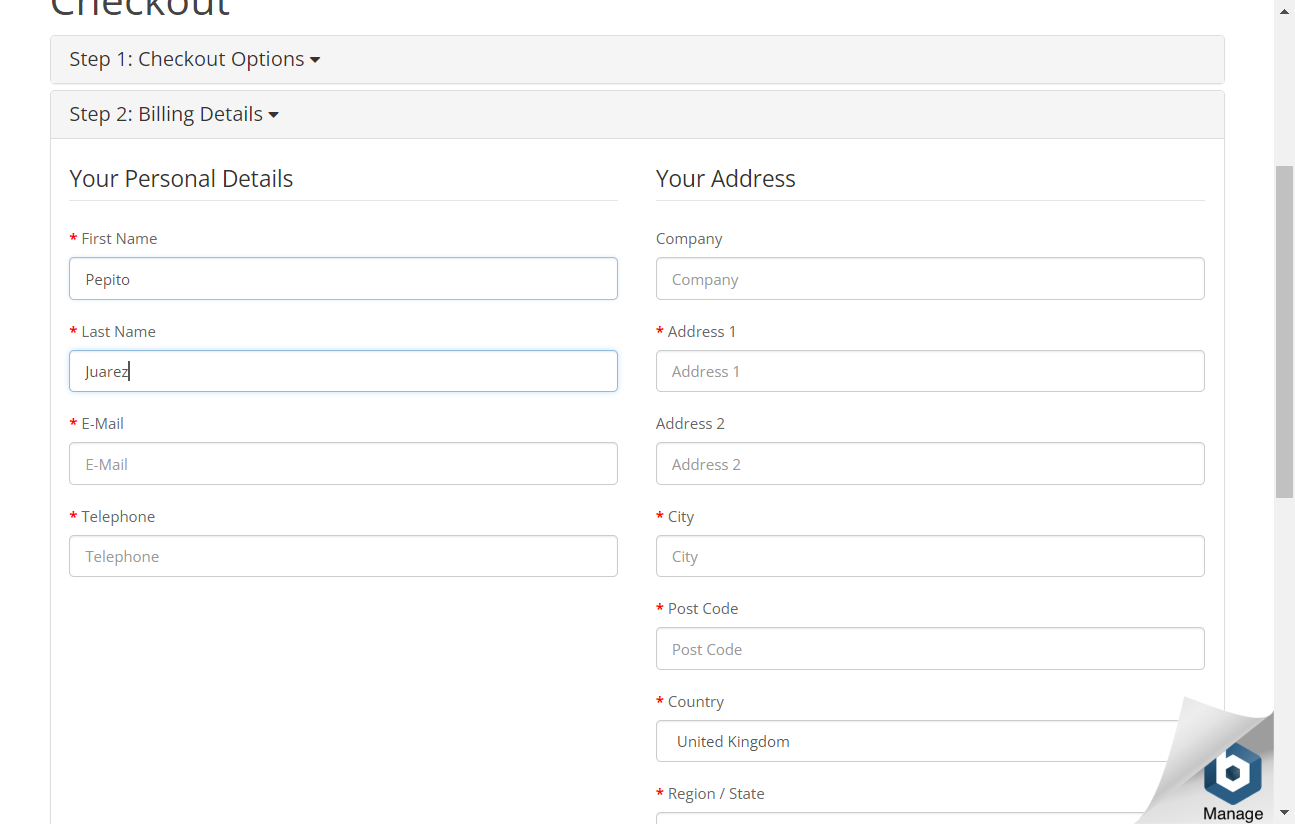 Checkout
Step 1: Checkout Options
Step 2: Billing Details
Your Personal Details
* First Name
Pepito
* Last Name
Juarez
* E-Mail
E-Mail
* Telephone
Telephone
Your Address
Company
Company
* Address 1
Address 1
Address 2
Address 2
* City
City
* Post Code
Post Code
* Country
United Kingdom
* Region / State
b
Manage